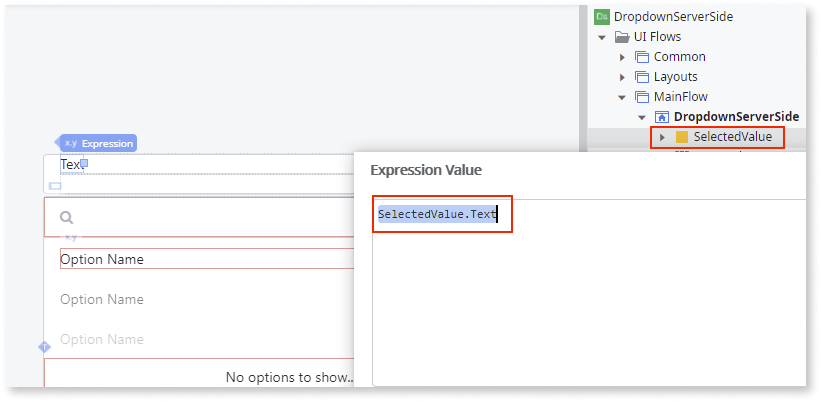 Ds DropdownServerSide
UI Flows
Common
Layouts
MainFlow
DropdownServerSide
SelectedValue
x.y Expression
Text
Expression Value
SelectedValue.Text
x.y
Option Name
Option Name
Option Name
No options to show..